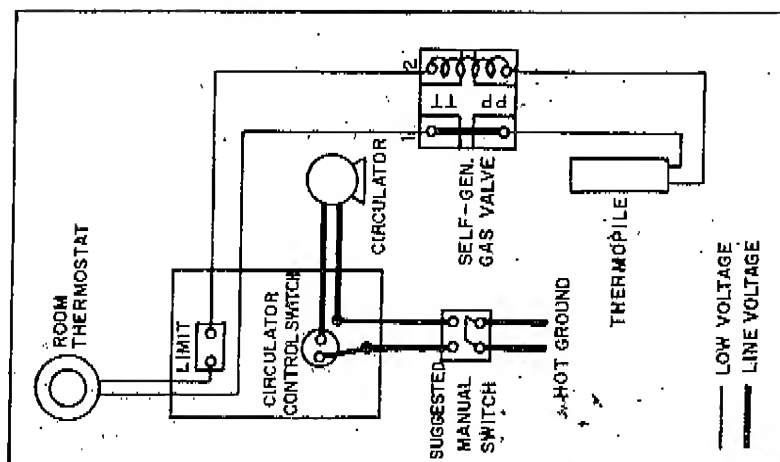 ROOM
THERMOSTAT
LIMIT
CIRCULATOR
CONTROL SWITCH
CIRCULATOR
2
TT
PP
1
SELF-GEN.
GAS VALVE
THERMOPILE
SUGGESTED
MANUAL
SWITCH
HOT GROUND
LOW VOLTAGE
LINE VOLTAGE